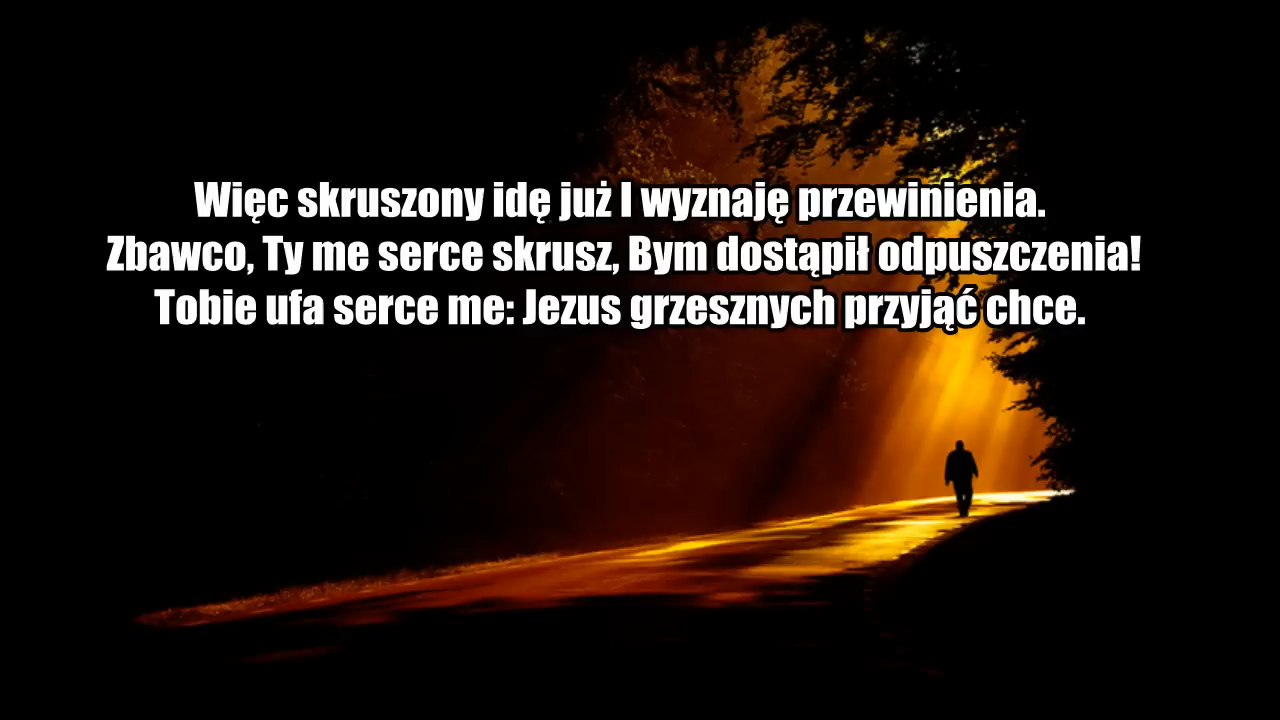 Więc skruszony idę już I wyznaję przewinienia.
Zbawco, Ty me serce skrusz, Bym dostąpił odpuszczenia!
Tobie ufa serce me: Jezus grzesznych przyjąć chce.